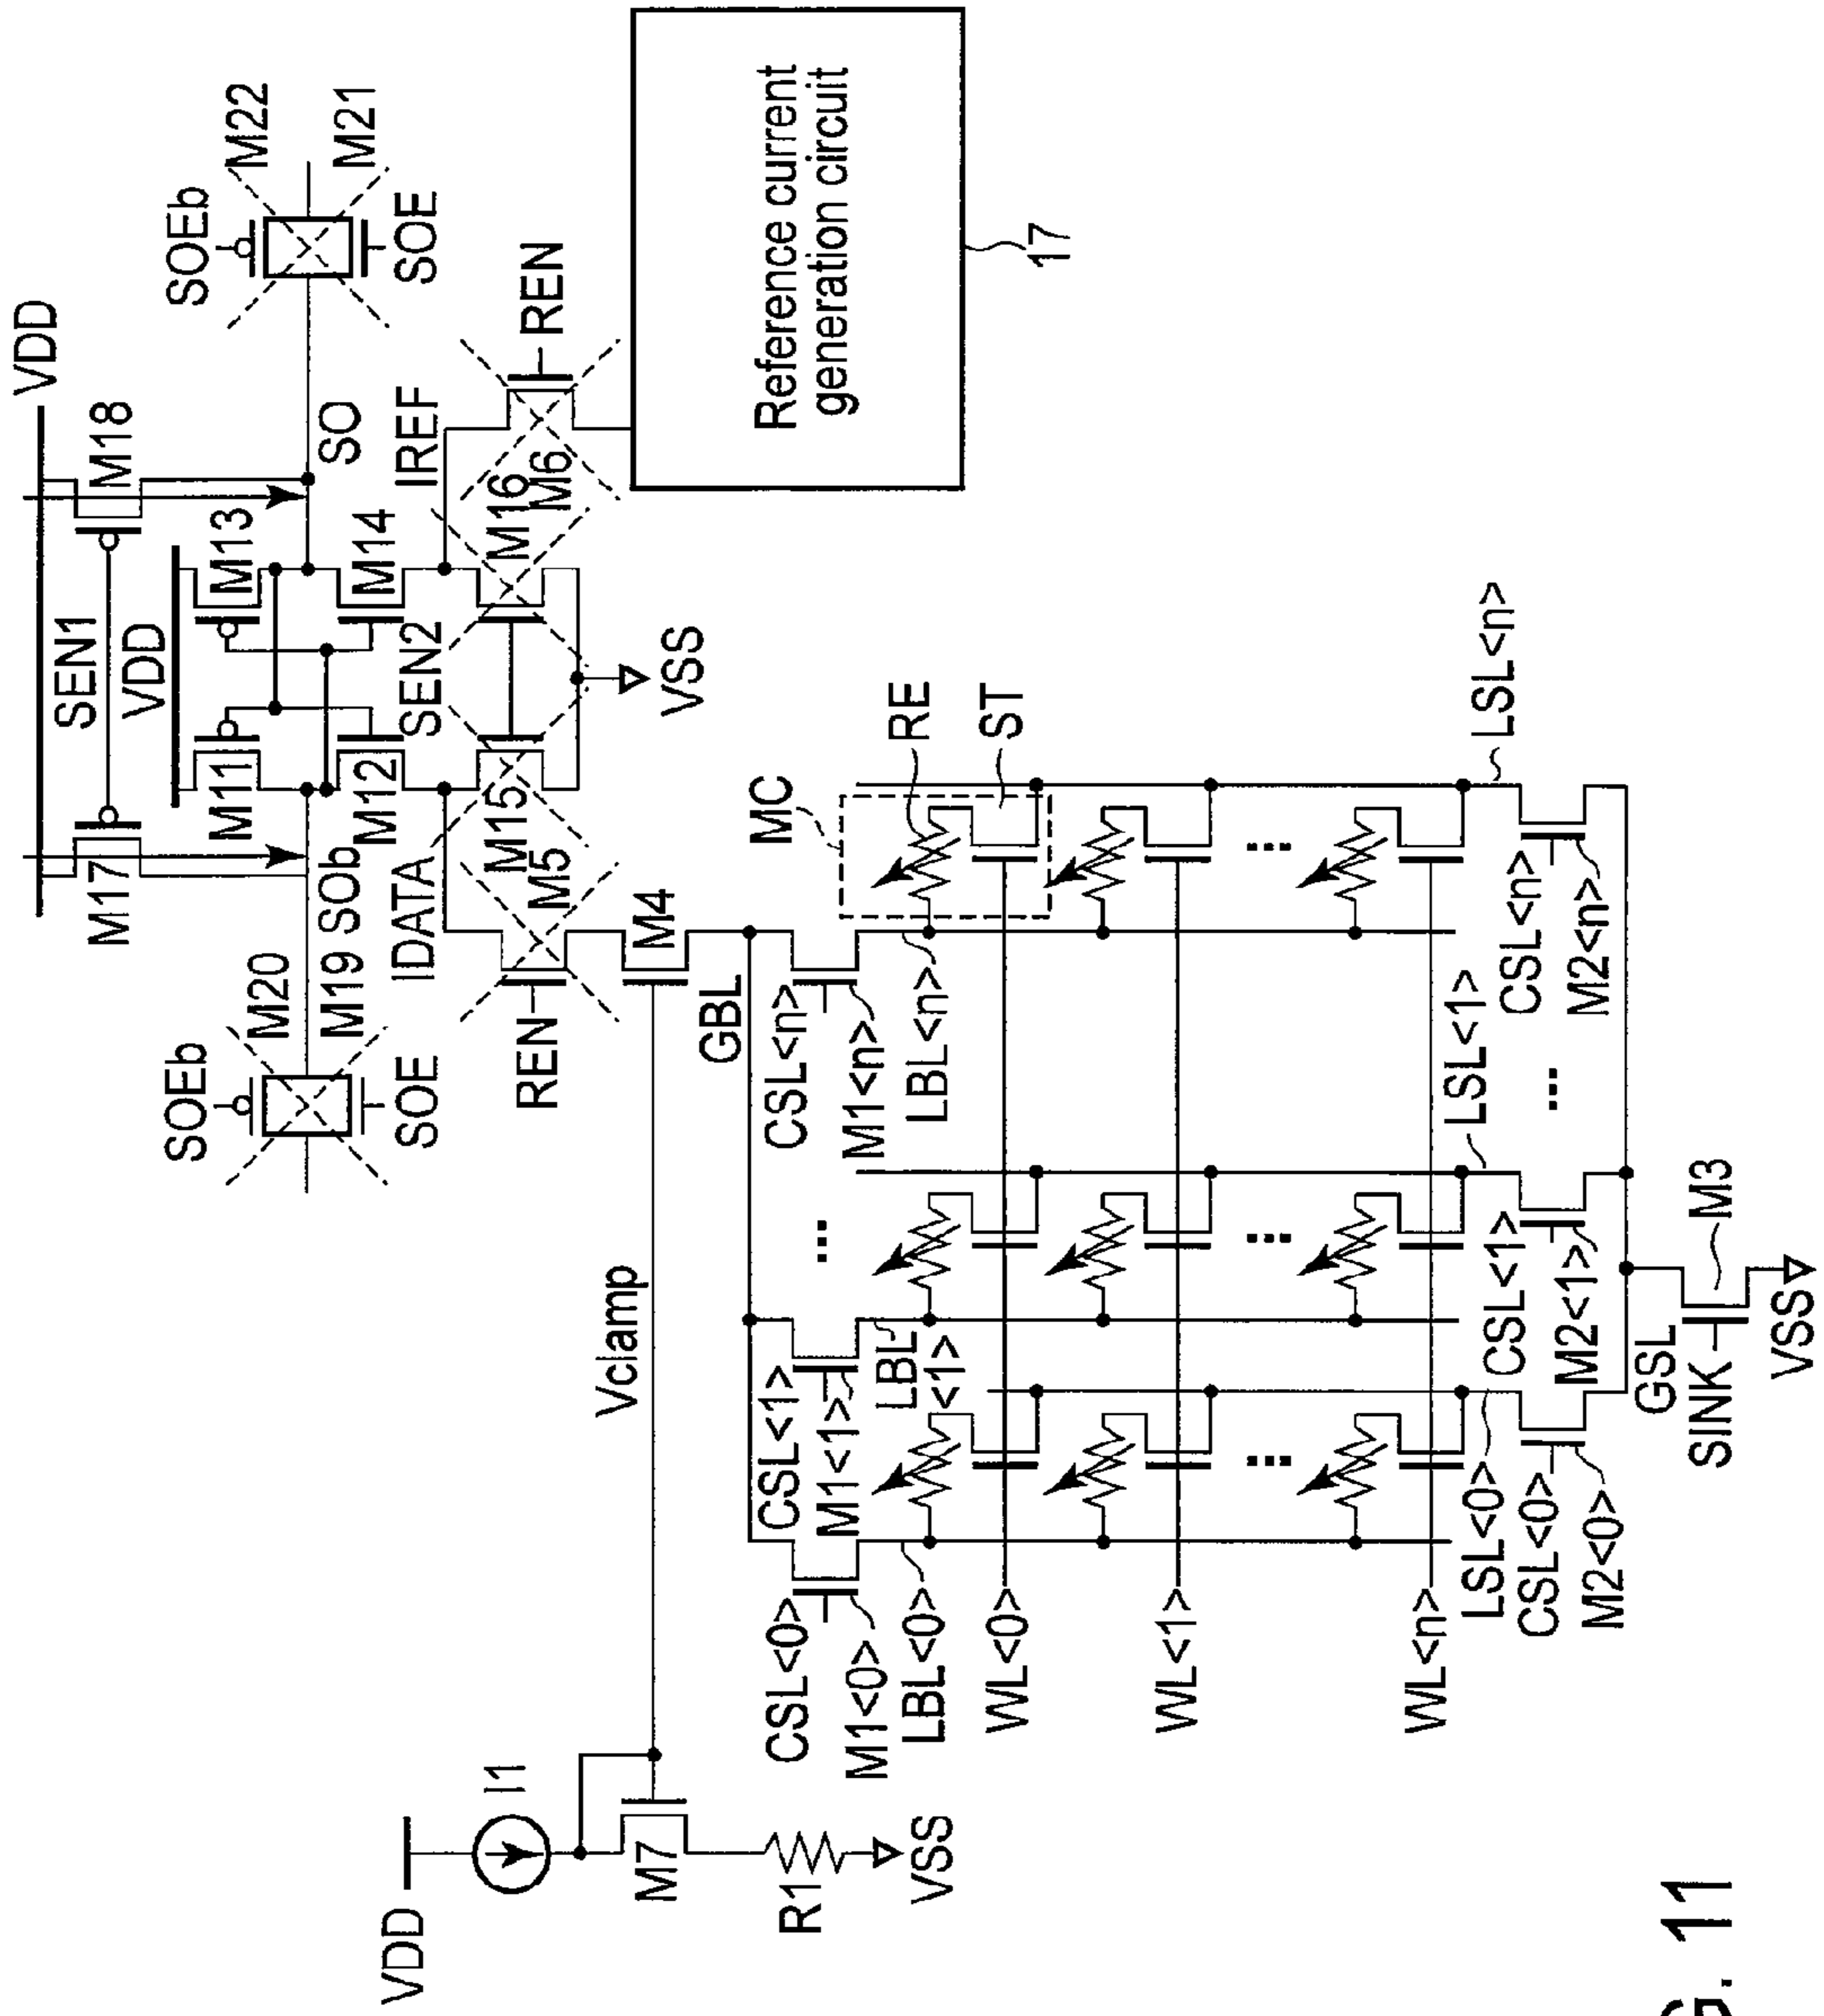 VDD
SEN1
M17
M18
VDD
SOEb
M20
M19
SOE
SOb
M11
M13
SO
SOEb
M22
M21
SOE
M12
M14
SEN2
IDATA
IREF
M15
M16
M5
M6
REN
REN
VSS
Reference current
generation circuit
17
VDD
I1
M7
R1
VSS
Vclamp
M4
GBL
CSL<0>
M1<0>
LBL<0>
CSL<1>
M1<1>
LBL
<1>
CSL<n>
M1<n>
LBL<n>
MC
RE
ST
...
WL<0>
WL<1>
... ... ...
WL<n>
LSL<0>
CSL<0>
M2<0>
LSL<1>
CSL<1>
M2<1>
...
LSL<n>
CSL<n>
M2<n>
GSL
SINK
M3
VSS
G. 11